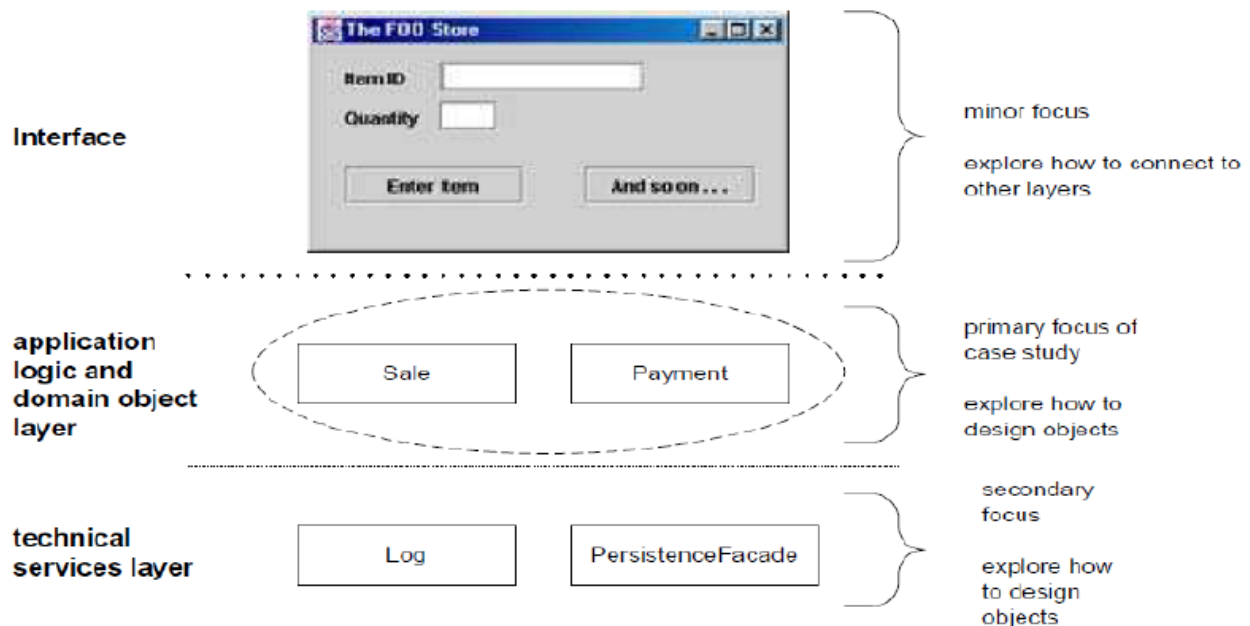 The FOO Store
Item ID
Quantity
Enter Item
And so on . . .
Interface
minor focus
explore how to connect to
other layers
application
logic and
domain object
layer
Sale
Payment
primary focus of
case study
explore how to
design objects
technical
services layer
Log
PersistenceFacade
secondary
focus
explore how
to design
objects